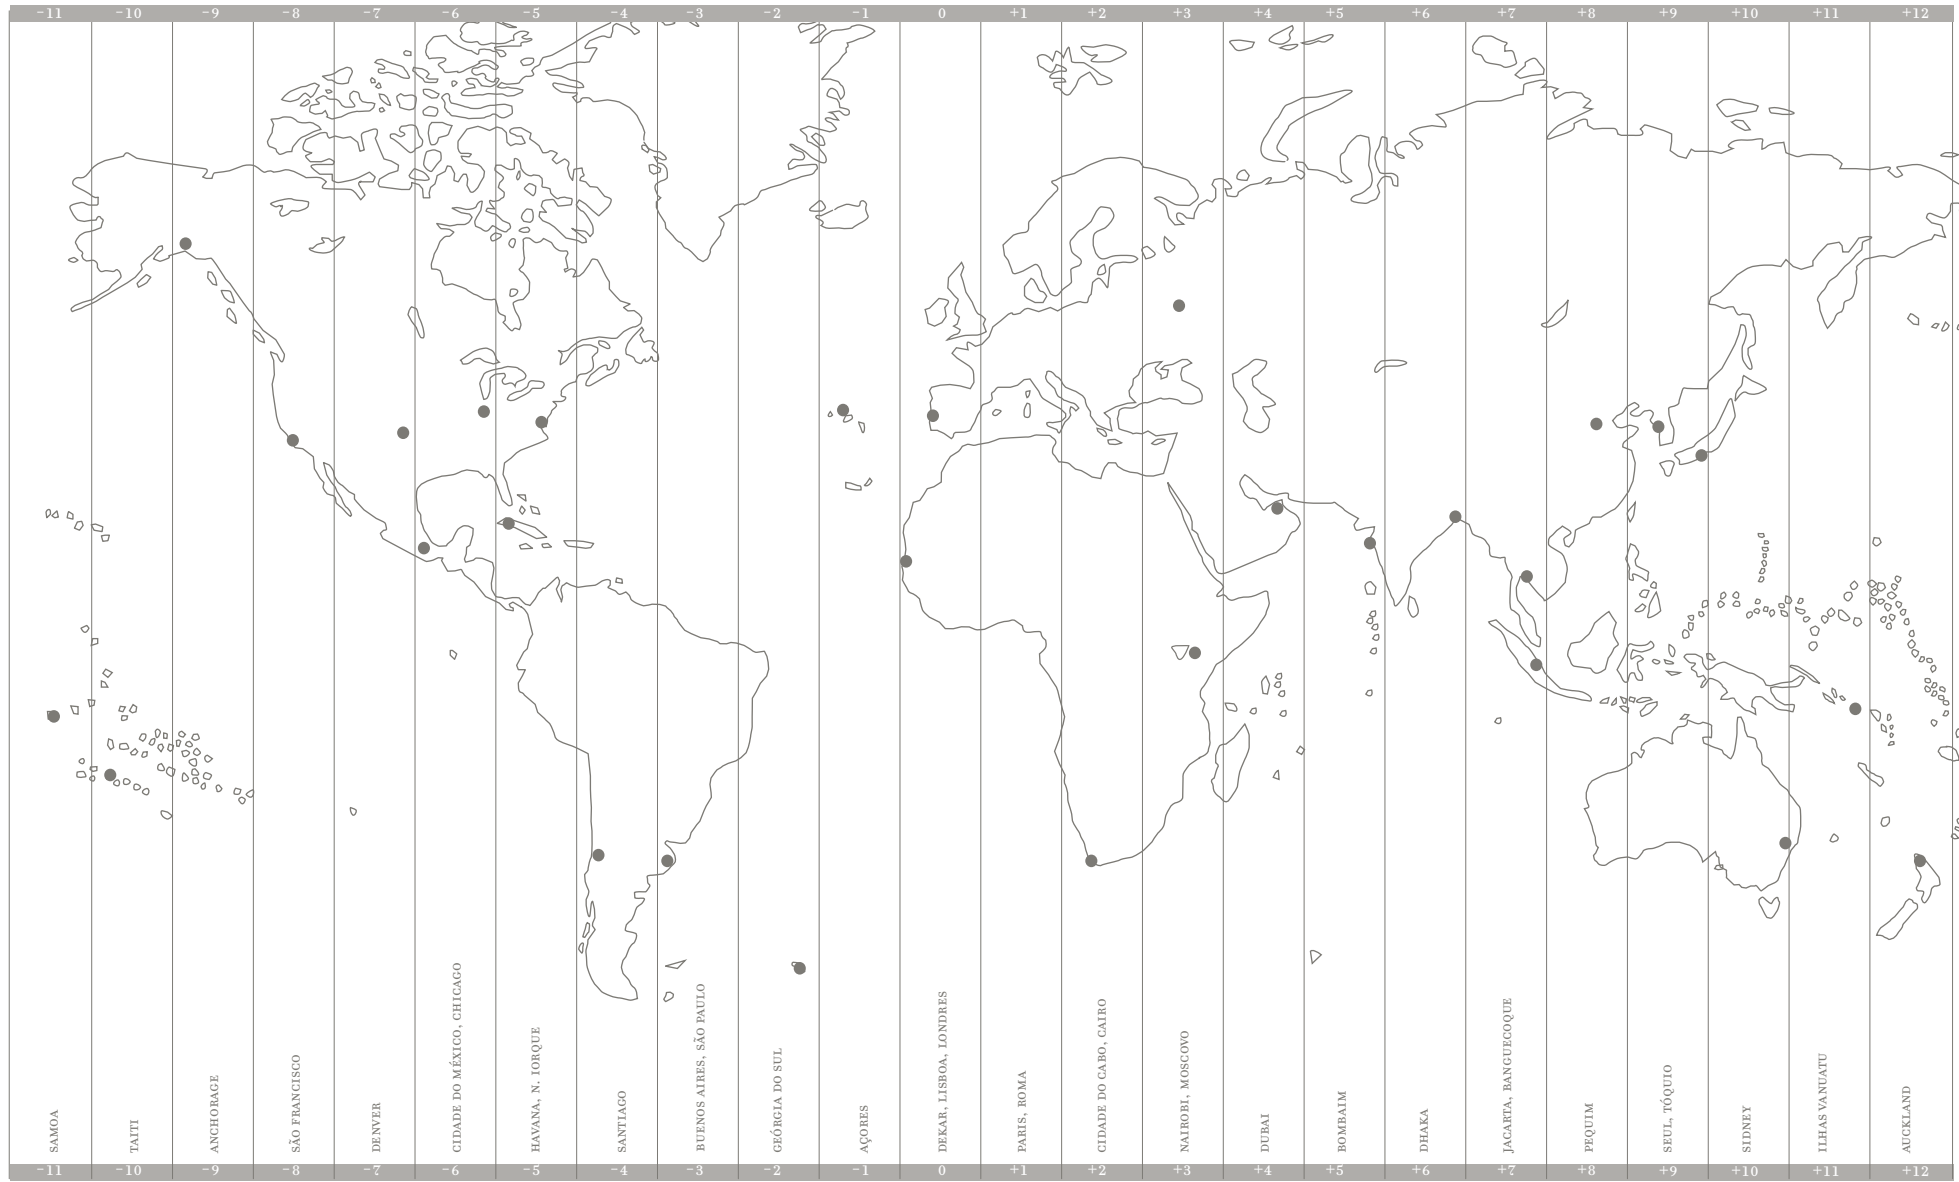 -11 -10 -9 -8 -7 -6 -5 -4 -3 -2 -1 0 +1 +2 +3 +4 +5 +6 +7 +8 +9 +10 +11 +12
SAMOA
TAITI
ANCHORAGE
SÃO FRANCISCO
DENVER
CIDADE DO MÉXICO, CHICAGO
HAVANA, N. IORQUE
SANTIAGO
BUENOS AIRES, SÃO PAULO
GEÓRGIA DO SUL
AÇORES
DEKAR, LISBOA, LONDRES
PARIS, ROMA
CIDADE DO CABO, CAIRO
NAIROBI, MOSCOVO
DUBAI
BOMBAIM
DHAKA
JACARTA, BANGUECOQUE
PEQUIM
SEUL, TÓQUIO
SIDNEY
ILHAS VANUATU
AUCKLAND
-11 -10 -9 -8 -7 -6 -5 -4 -3 -2 -1 0 +1 +2 +3 +4 +5 +6 +7 +8 +9 +10 +11 +12